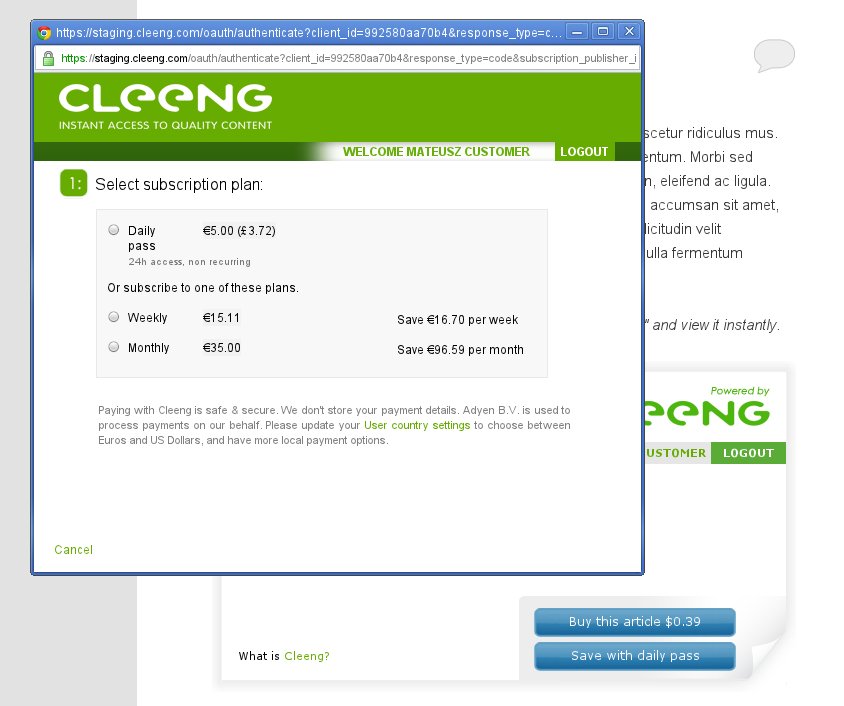 https://staging.cleeng.com/oauth/authenticate?client_id=992580aa70b4&response_type=c...
https://staging.cleeng.com/oauth/authenticate?client_id=992580aa70b4&response_type=code&subscription_publisher_i
CLEENG
INSTANT ACCESS TO QUALITY CONTENT
WELCOME MATEUSZ CUSTOMER LOGOUT
1: Select subscription plan:
Daily pass €5.00 (£3.72)
24h access, non recurring
Or subscribe to one of these plans.
Weekly €15.11 Save €16.70 per week
Monthly €35.00 Save €96.59 per month
Paying with Cleeng is safe & secure. We don't store your payment details. Adyen B.V. is used to
process payments on our behalf. Please update your User country settings to choose between
Euros and US Dollars, and have more local payment options.
Cancel
scetur ridiculus mus.
entum. Morbi sed
n, eleifend ac ligula.
accumsan sit amet,
licitudin velit
ulla fermentum
" and view it instantly.
Powered by
eeng
USTOMER LOGOUT
Buy this article $0.39
Save with daily pass
What is Cleeng?